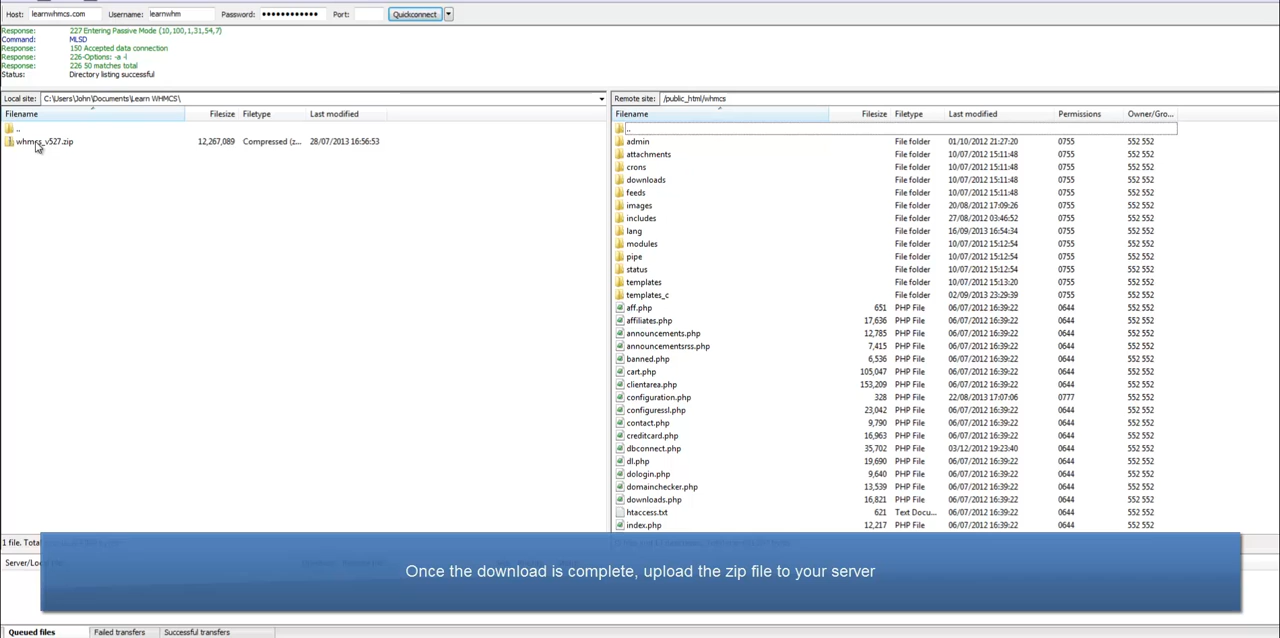 Host: learnwhmcs.com Username: learnwhm Password: •••••••••••• Port: Quickconnect
Response: 227 Entering Passive Mode (10,100,1,31,54,7)
Command: MLSD
Response: 150 Accepted data connection
Response: 226-Options: -a -l
Response: 226 50 matches total
Status: Directory listing successful
Local site: C:\Users\John\Documents\Learn WHMCS\
Filename Filesize Filetype Last modified
..
whmcs_v527.zip 12,267,089 Compressed (z... 28/07/2013 16:56:53
Remote site: /public_html/whmcs
Filename Filesize Filetype Last modified Permissions Owner/Gro...
..
admin File folder 01/10/2012 21:27:20 0755 552 552
attachments File folder 10/07/2012 15:11:48 0755 552 552
crons File folder 10/07/2012 15:11:48 0755 552 552
downloads File folder 10/07/2012 15:11:48 0755 552 552
feeds File folder 10/07/2012 15:11:48 0755 552 552
images File folder 20/08/2012 17:09:26 0755 552 552
includes File folder 27/08/2012 03:46:52 0755 552 552
lang File folder 16/09/2013 16:54:34 0755 552 552
modules File folder 10/07/2012 15:12:54 0755 552 552
pipe File folder 10/07/2012 15:12:54 0755 552 552
status File folder 10/07/2012 15:12:54 0755 552 552
templates File folder 10/07/2012 15:13:20 0755 552 552
templates_c File folder 02/09/2013 23:29:39 0755 552 552
aff.php 651 PHP File 06/07/2012 16:39:22 0644 552 552
affiliates.php 17,636 PHP File 06/07/2012 16:39:22 0644 552 552
announcements.php 12,785 PHP File 06/07/2012 16:39:22 0644 552 552
announcementsrss.php 7,415 PHP File 06/07/2012 16:39:22 0644 552 552
banned.php 6,536 PHP File 06/07/2012 16:39:22 0644 552 552
cart.php 105,047 PHP File 06/07/2012 16:39:22 0644 552 552
clientarea.php 153,209 PHP File 06/07/2012 16:39:22 0644 552 552
configuration.php 328 PHP File 22/08/2013 17:07:06 0777 552 552
configuressl.php 23,042 PHP File 06/07/2012 16:39:22 0644 552 552
contact.php 9,790 PHP File 06/07/2012 16:39:22 0644 552 552
creditcard.php 16,963 PHP File 06/07/2012 16:39:22 0644 552 552
dbconnect.php 35,702 PHP File 03/12/2012 19:23:40 0644 552 552
dl.php 19,690 PHP File 06/07/2012 16:39:22 0644 552 552
dologin.php 9,640 PHP File 06/07/2012 16:39:22 0644 552 552
domainchecker.php 13,539 PHP File 06/07/2012 16:39:22 0644 552 552
downloads.php 16,821 PHP File 06/07/2012 16:39:22 0644 552 552
htaccess.txt 621 Text Docu... 06/07/2012 16:39:22 0644 552 552
index.php 12,217 PHP File 06/07/2012 16:39:22 0644 552 552
1 file. Tota
Server/Lo
Once the download is complete, upload the zip file to your server
Queued files Failed transfers Successful transfers